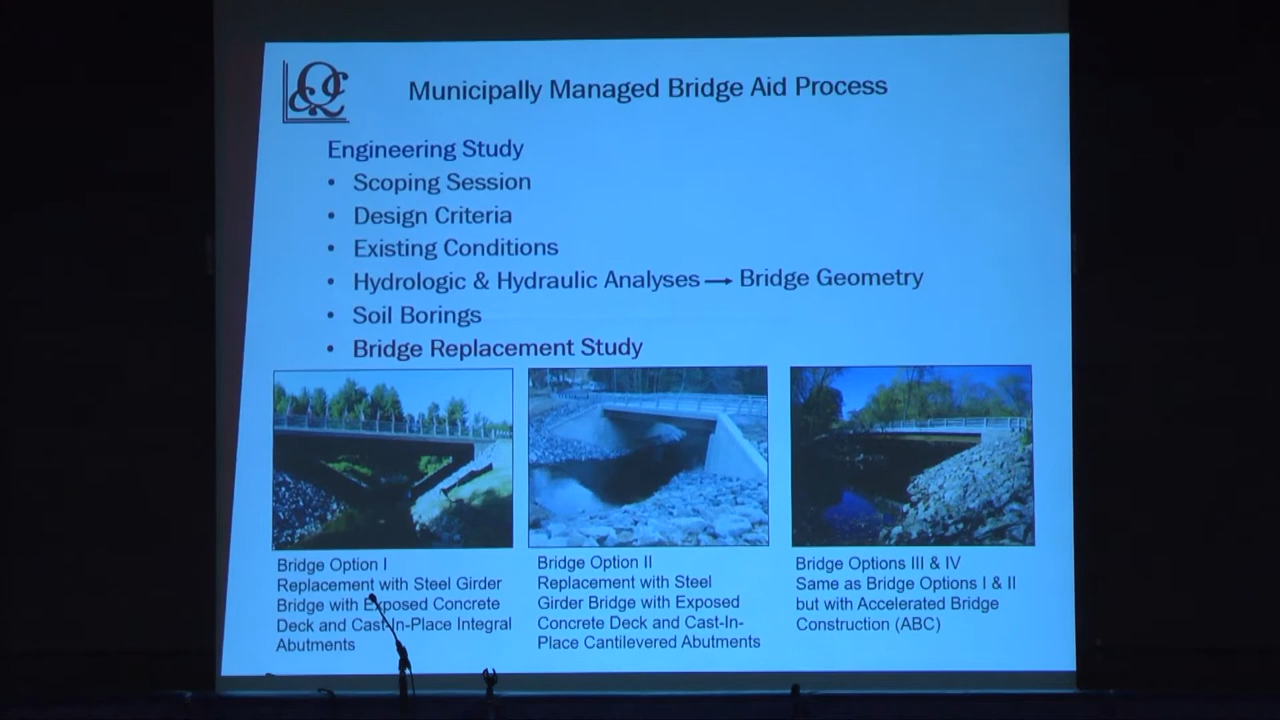 Municipally Managed Bridge Aid Process
Engineering Study
• Scoping Session
• Design Criteria
• Existing Conditions
• Hydrologic & Hydraulic Analyses → Bridge Geometry
• Soil Borings
• Bridge Replacement Study
Bridge Option I
Replacement with Steel Girder
Bridge with Exposed Concrete
Deck and Cast-In-Place Integral
Abutments
Bridge Option II
Replacement with Steel
Girder Bridge with Exposed
Concrete Deck and Cast-In-
Place Cantilevered Abutments
Bridge Options III & IV
Same as Bridge Options I & II
but with Accelerated Bridge
Construction (ABC)